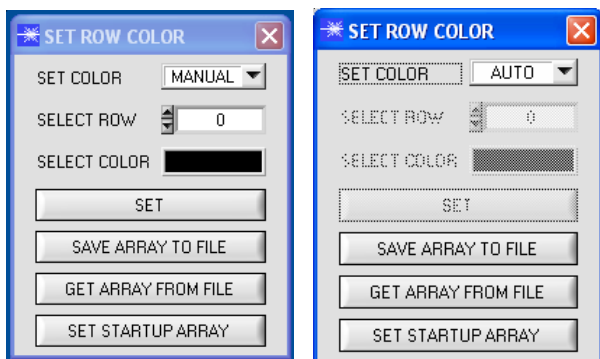 SET ROW COLOR
SET COLOR MANUAL
SELECT ROW 0
SELECT COLOR
SET
SAVE ARRAY TO FILE
GET ARRAY FROM FILE
SET STARTUP ARRAY
SET ROW COLOR
SET COLOR AUTO
SELECT ROW 0
SELECT COLOR
SET
SAVE ARRAY TO FILE
GET ARRAY FROM FILE
SET STARTUP ARRAY